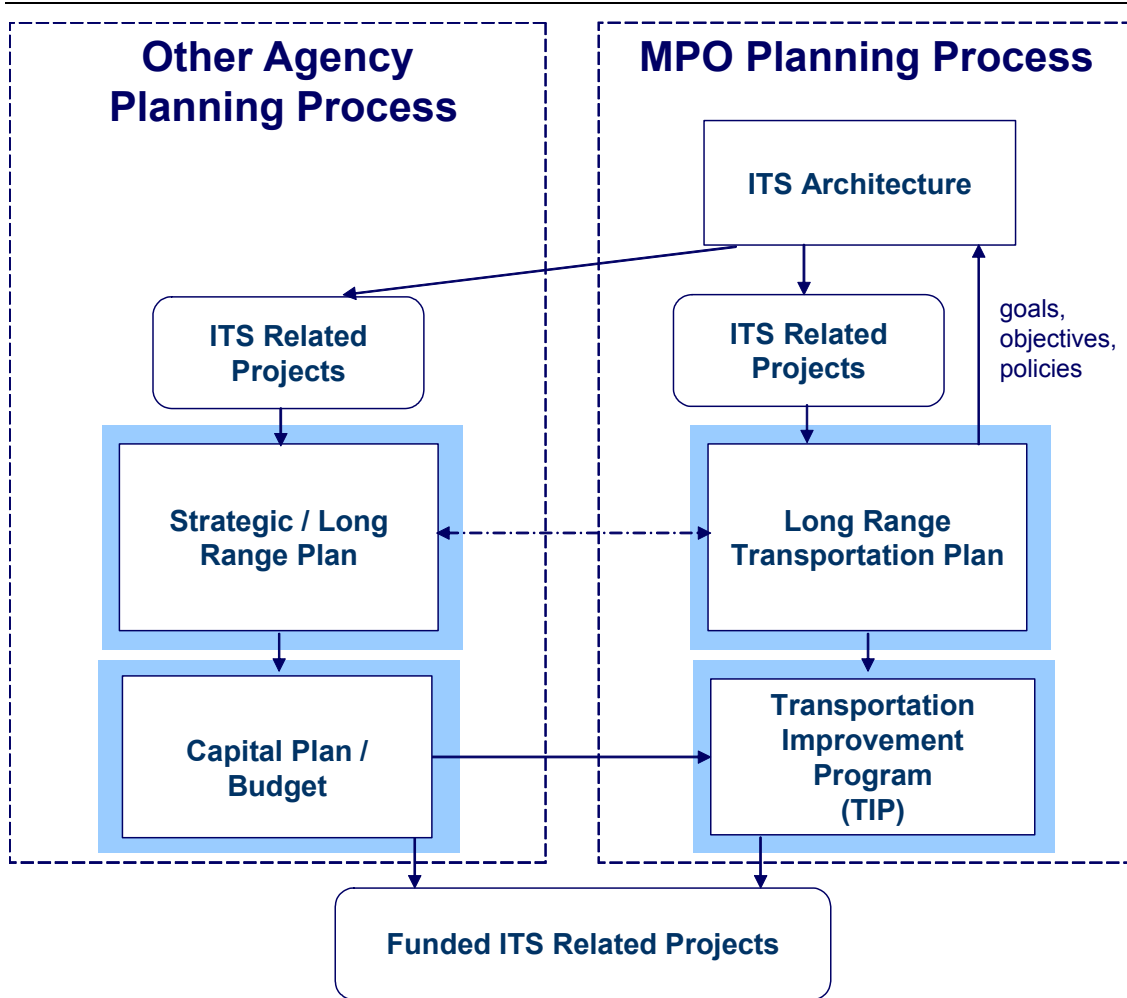 Other Agency
Planning Process
MPO Planning Process
ITS Architecture
ITS Related
Projects
ITS Related
Projects
goals,
objectives,
policies
Strategic / Long
Range Plan
Long Range
Transportation Plan
Capital Plan /
Budget
Transportation
Improvement
Program
(TIP)
Funded ITS Related Projects